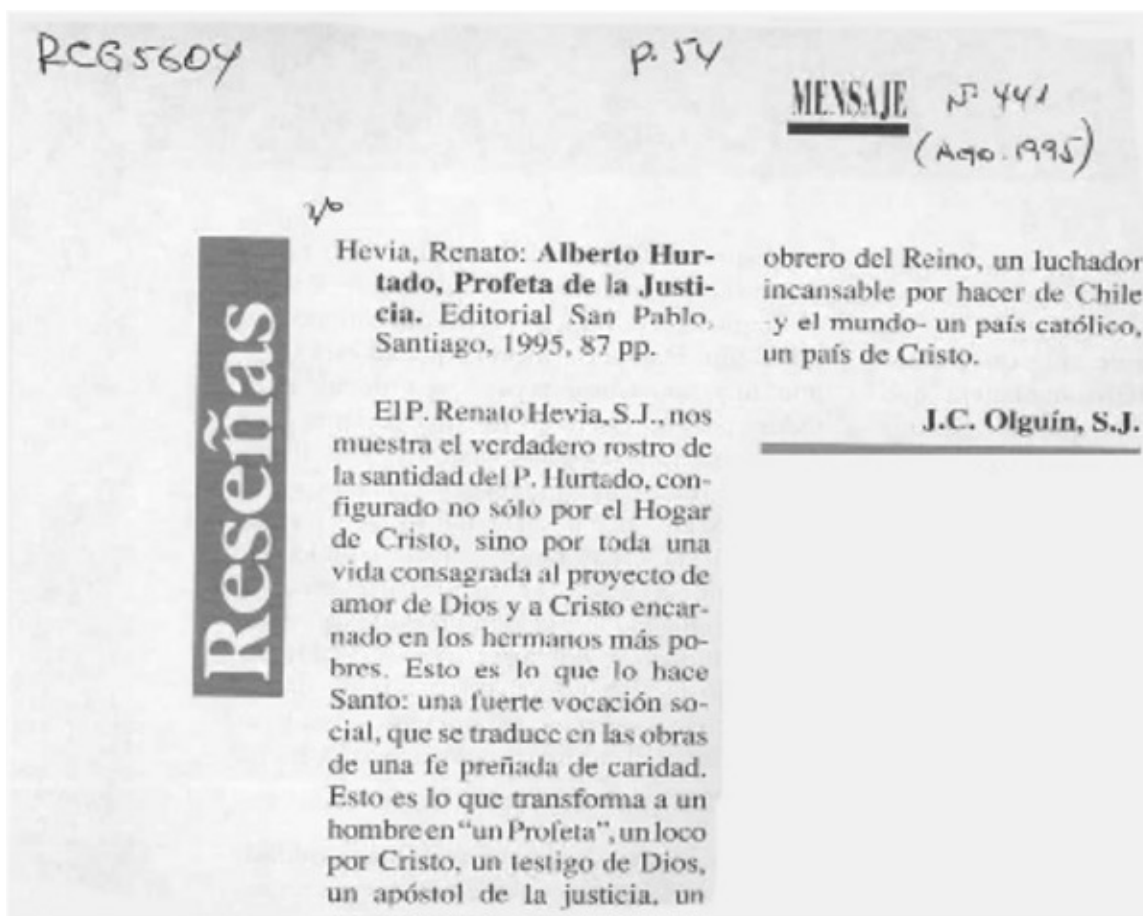 RCG5604
p. 54
MENSAJE Nº 441
(Ago. 1995)
Reseñas
Hevia, Renato: Alberto Hur-
tado, Profeta de la Justi-
cia. Editorial San Pablo,
Santiago, 1995, 87 pp.
El P. Renato Hevia, S.J., nos
muestra el verdadero rostro de
la santidad del P. Hurtado, con-
figurado no sólo por el Hogar
de Cristo, sino por toda una
vida consagrada al proyecto de
amor de Dios y a Cristo encar-
nado en los hermanos más po-
bres. Esto es lo que lo hace
Santo: una fuerte vocación so-
cial, que se traduce en las obras
de una fe preñada de caridad.
Esto es lo que transforma a un
hombre en "un Profeta", un loco
por Cristo, un testigo de Dios,
un apóstol de la justicia, un
obrero del Reino, un luchador
incansable por hacer de Chile
-y el mundo- un país católico,
un país de Cristo.
J.C. Olguín, S.J.